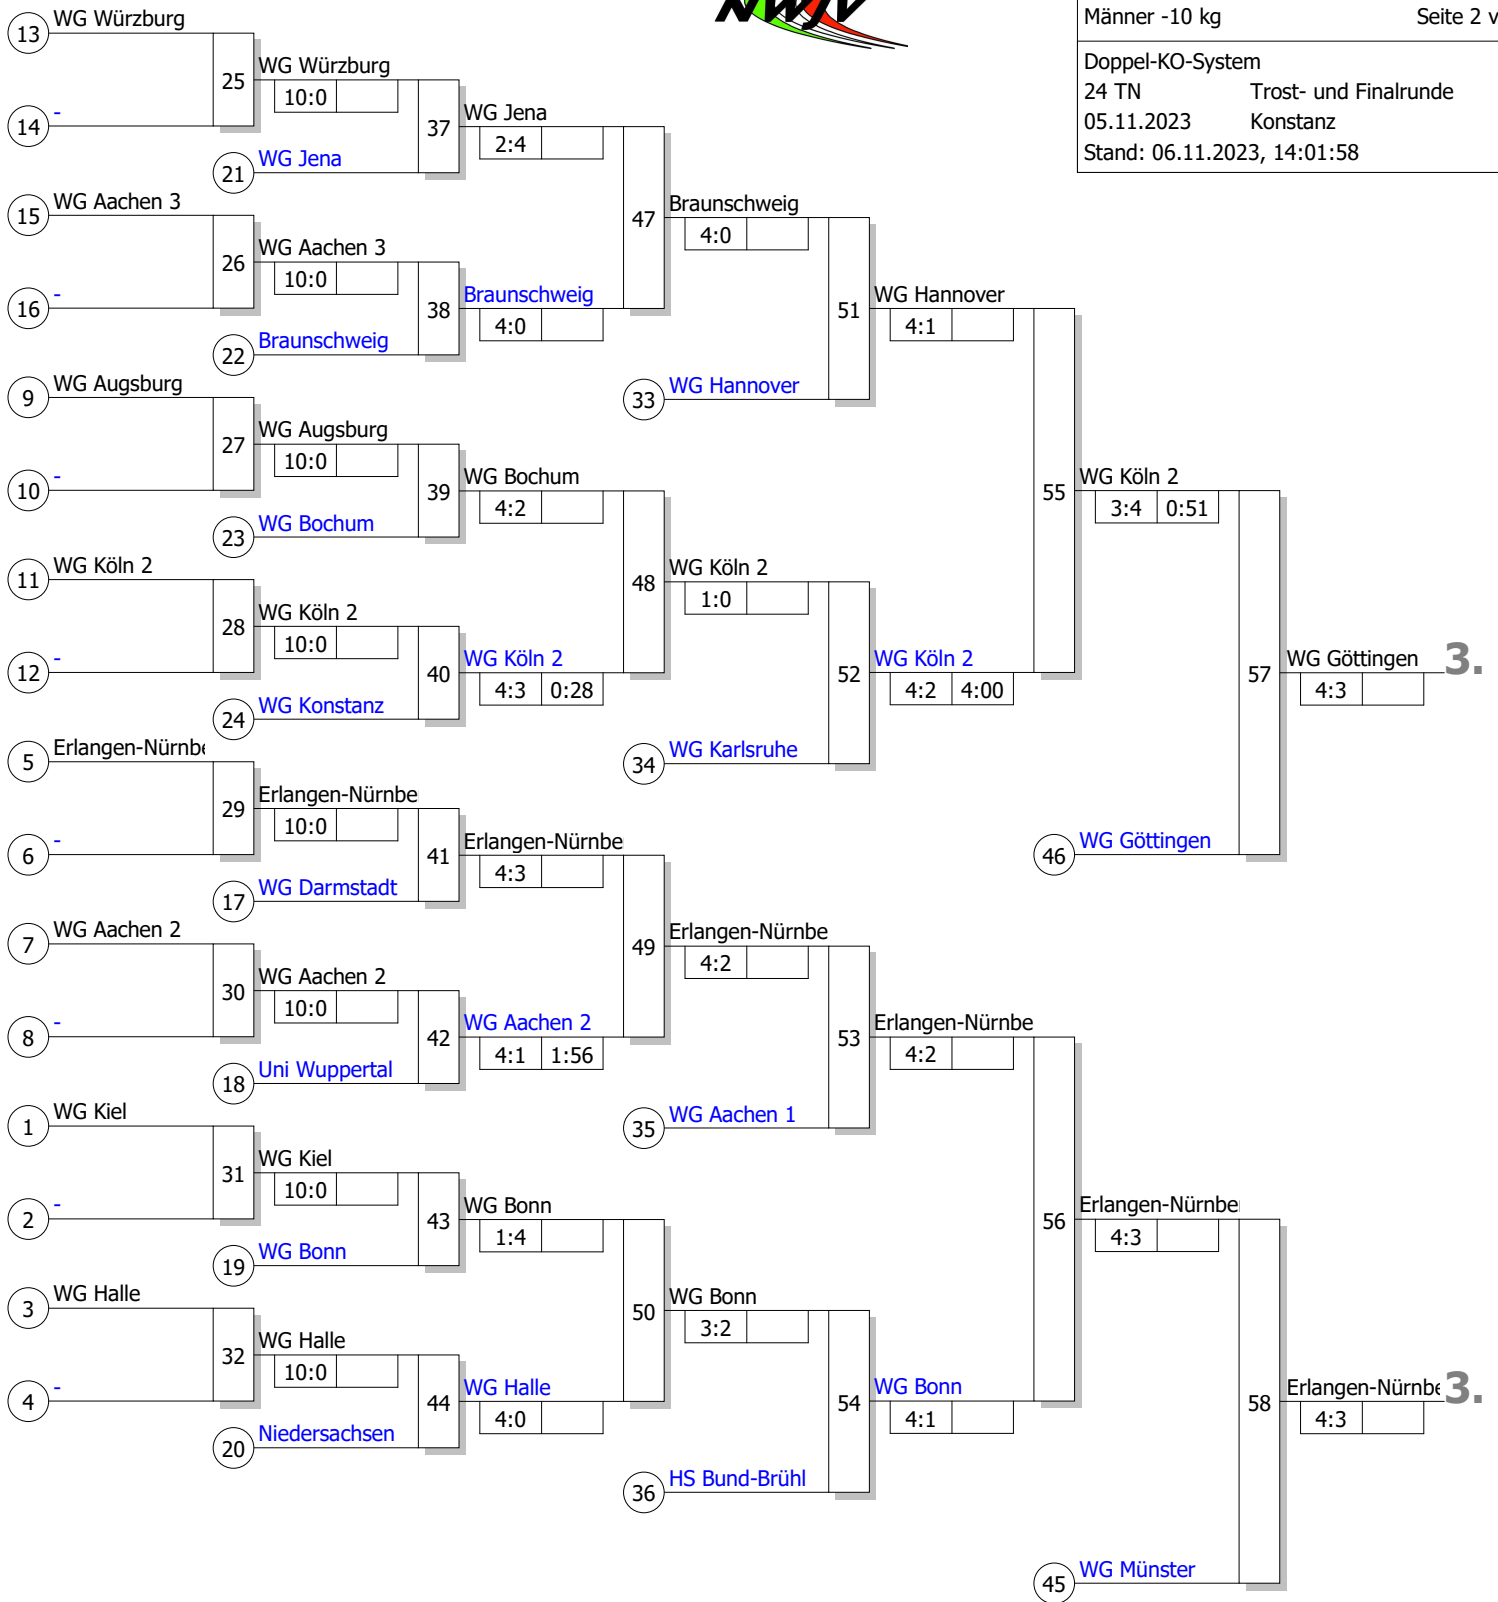 NWJV
Männer -10 kg Seite 2 v
Doppel-KO-System
24 TN Trost- und Finalrunde
05.11.2023 Konstanz
Stand: 06.11.2023, 14:01:58
13 WG Würzburg
14 -
25 WG Würzburg
10:0
21 WG Jena
37 WG Jena
2:4
15 WG Aachen 3
16 -
26 WG Aachen 3
10:0
22 Braunschweig
38 Braunschweig
4:0
47 Braunschweig
4:0
33 WG Hannover
51 WG Hannover
4:1
9 WG Augsburg
10 -
27 WG Augsburg
10:0
23 WG Bochum
39 WG Bochum
4:2
11 WG Köln 2
12 -
28 WG Köln 2
10:0
24 WG Konstanz
40 WG Köln 2
4:3 0:28
48 WG Köln 2
1:0
34 WG Karlsruhe
52 WG Köln 2
4:2 4:00
55 WG Köln 2
3:4 0:51
46 WG Göttingen
57 WG Göttingen 3.
4:3
5 Erlangen-Nürnbe
6 -
29 Erlangen-Nürnbe
10:0
17 WG Darmstadt
41 Erlangen-Nürnbe
4:3
7 WG Aachen 2
8 -
30 WG Aachen 2
10:0
18 Uni Wuppertal
42 WG Aachen 2
4:1 1:56
49 Erlangen-Nürnbe
4:2
35 WG Aachen 1
53 Erlangen-Nürnbe
4:2
1 WG Kiel
2 -
31 WG Kiel
10:0
19 WG Bonn
43 WG Bonn
1:4
3 WG Halle
4 -
32 WG Halle
10:0
20 Niedersachsen
44 WG Halle
4:0
50 WG Bonn
3:2
36 HS Bund-Brühl
54 WG Bonn
4:1
56 Erlangen-Nürnbe
4:3
45 WG Münster
58 Erlangen-Nürnbe 3.
4:3